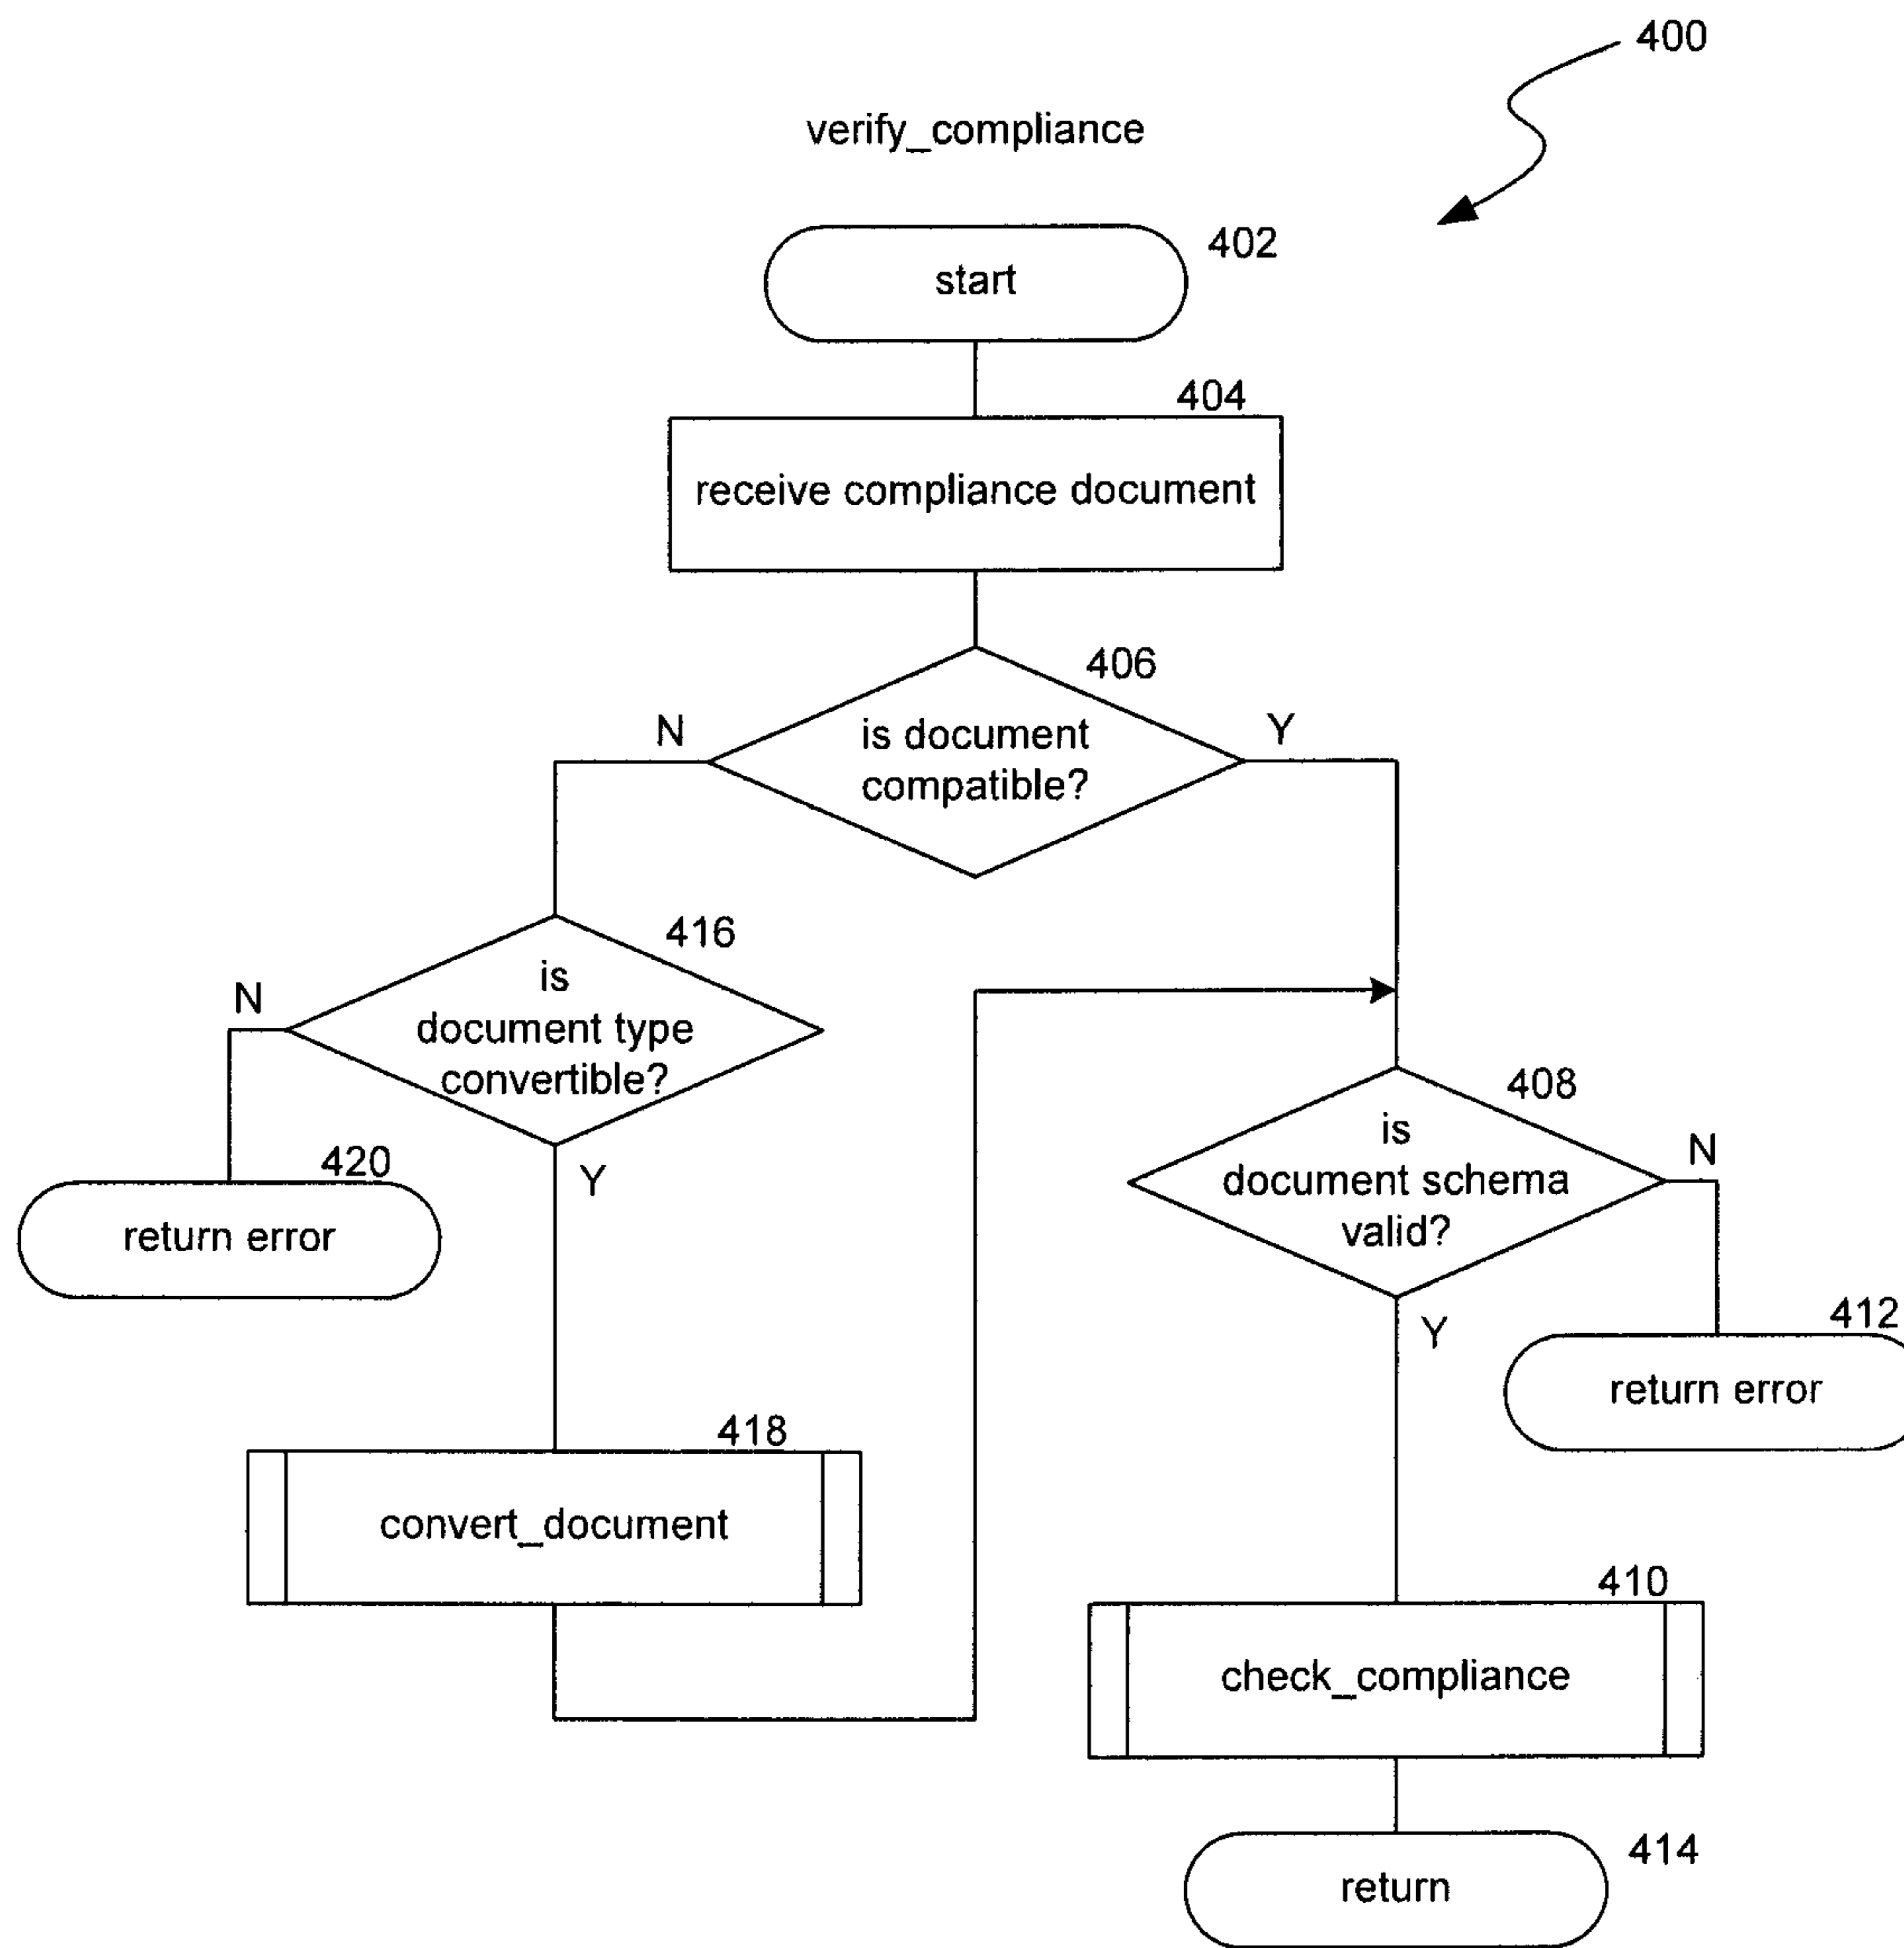 400
verify_compliance
402
start
404
receive compliance document
406
is document
compatible?
N
Y
416
is
document type
convertible?
N
Y
420
return error
408
is
document schema
valid?
N
Y
412
return error
418
convert_document
410
check_compliance
414
return